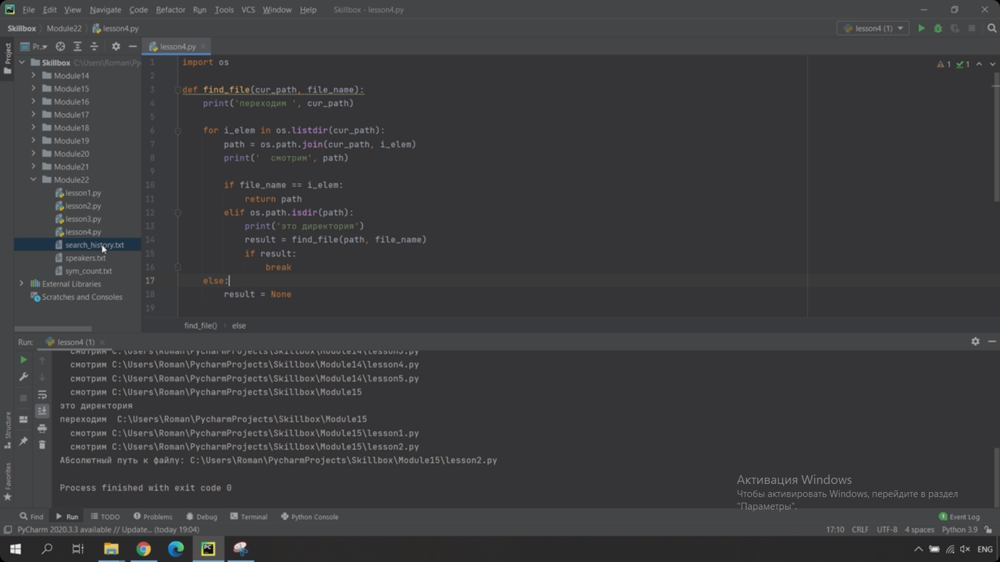 File Edit View Navigate Code Refactor Run Tools VCS Window Help Skillbox - lesson4.py
Skillbox Module22 lesson4.py lesson4 (1)
Project
Pr... lesson4.py
Skillbox C:\Users\Roman\Py
Module14
Module15
Module16
Module17
Module18
Module19
Module20
Module21
Module22
lesson1.py
lesson2.py
lesson3.py
lesson4.py
search_history.txt
speakers.txt
sym_count.txt
External Libraries
Scratches and Consoles
1 import os
2
3 def find_file(cur_path, file_name):
4 print('переходим ', cur_path)
5
6 for i_elem in os.listdir(cur_path):
7 path = os.path.join(cur_path, i_elem)
8 print('  смотрим', path)
9
10 if file_name == i_elem:
11 return path
12 elif os.path.isdir(path):
13 print('это директория')
14 result = find_file(path, file_name)
15 if result:
16 break
17 else:
18 result = None
19
1 1
find_file() else
Run: lesson4 (1)
смотрим C:\Users\Roman\PycharmProjects\Skillbox\Module14\lesson3.py
смотрим C:\Users\Roman\PycharmProjects\Skillbox\Module14\lesson4.py
смотрим C:\Users\Roman\PycharmProjects\Skillbox\Module14\lesson5.py
смотрим C:\Users\Roman\PycharmProjects\Skillbox\Module15
это директория
переходим  C:\Users\Roman\PycharmProjects\Skillbox\Module15
смотрим C:\Users\Roman\PycharmProjects\Skillbox\Module15\lesson1.py
смотрим C:\Users\Roman\PycharmProjects\Skillbox\Module15\lesson2.py
Абсолютный путь к файлу: C:\Users\Roman\PycharmProjects\Skillbox\Module15\lesson2.py
Process finished with exit code 0
Structure
Favorites
Активация Windows
Чтобы активировать Windows, перейдите в раздел
"Параметры".
Find Run TODO Problems Debug Terminal Python Console 1 Event Log
PyCharm 2020.3.3 available // Update... (today 19:04) 17:10 CRLF UTF-8 4 spaces Python 3.9
PC ENG